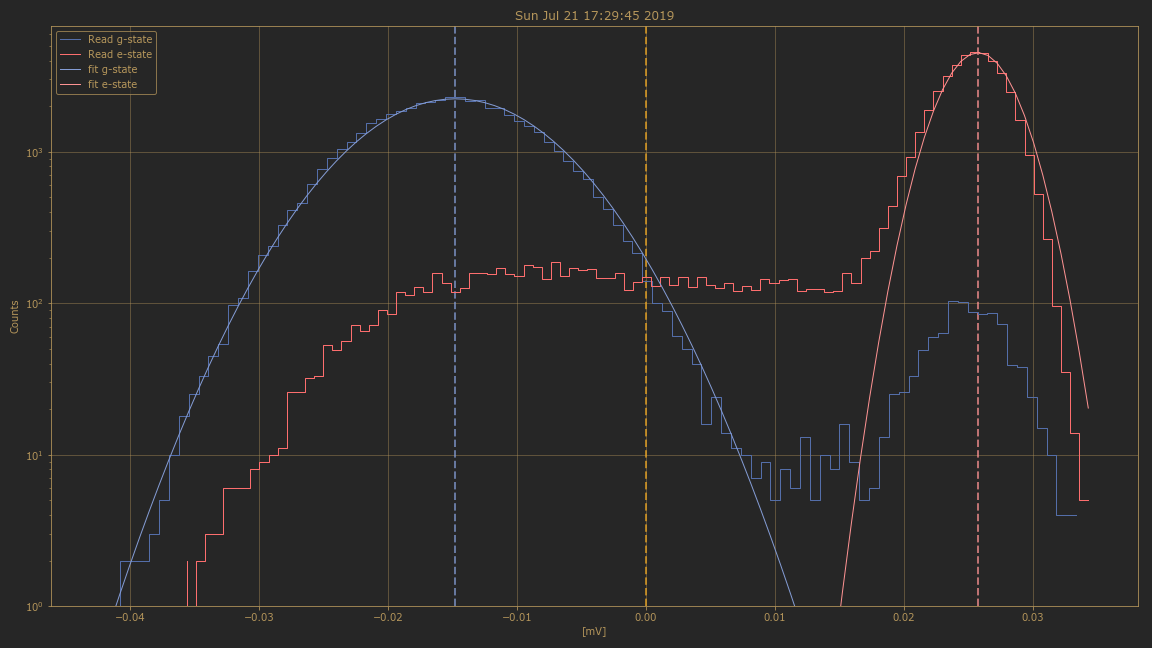 Sun Jul 21 17:29:45 2019
Read g-state
Read e-state
fit g-state
fit e-state
Counts
10³
10²
10¹
10⁰
−0.04 −0.03 −0.02 −0.01 0.00 0.01 0.02 0.03
[mV]